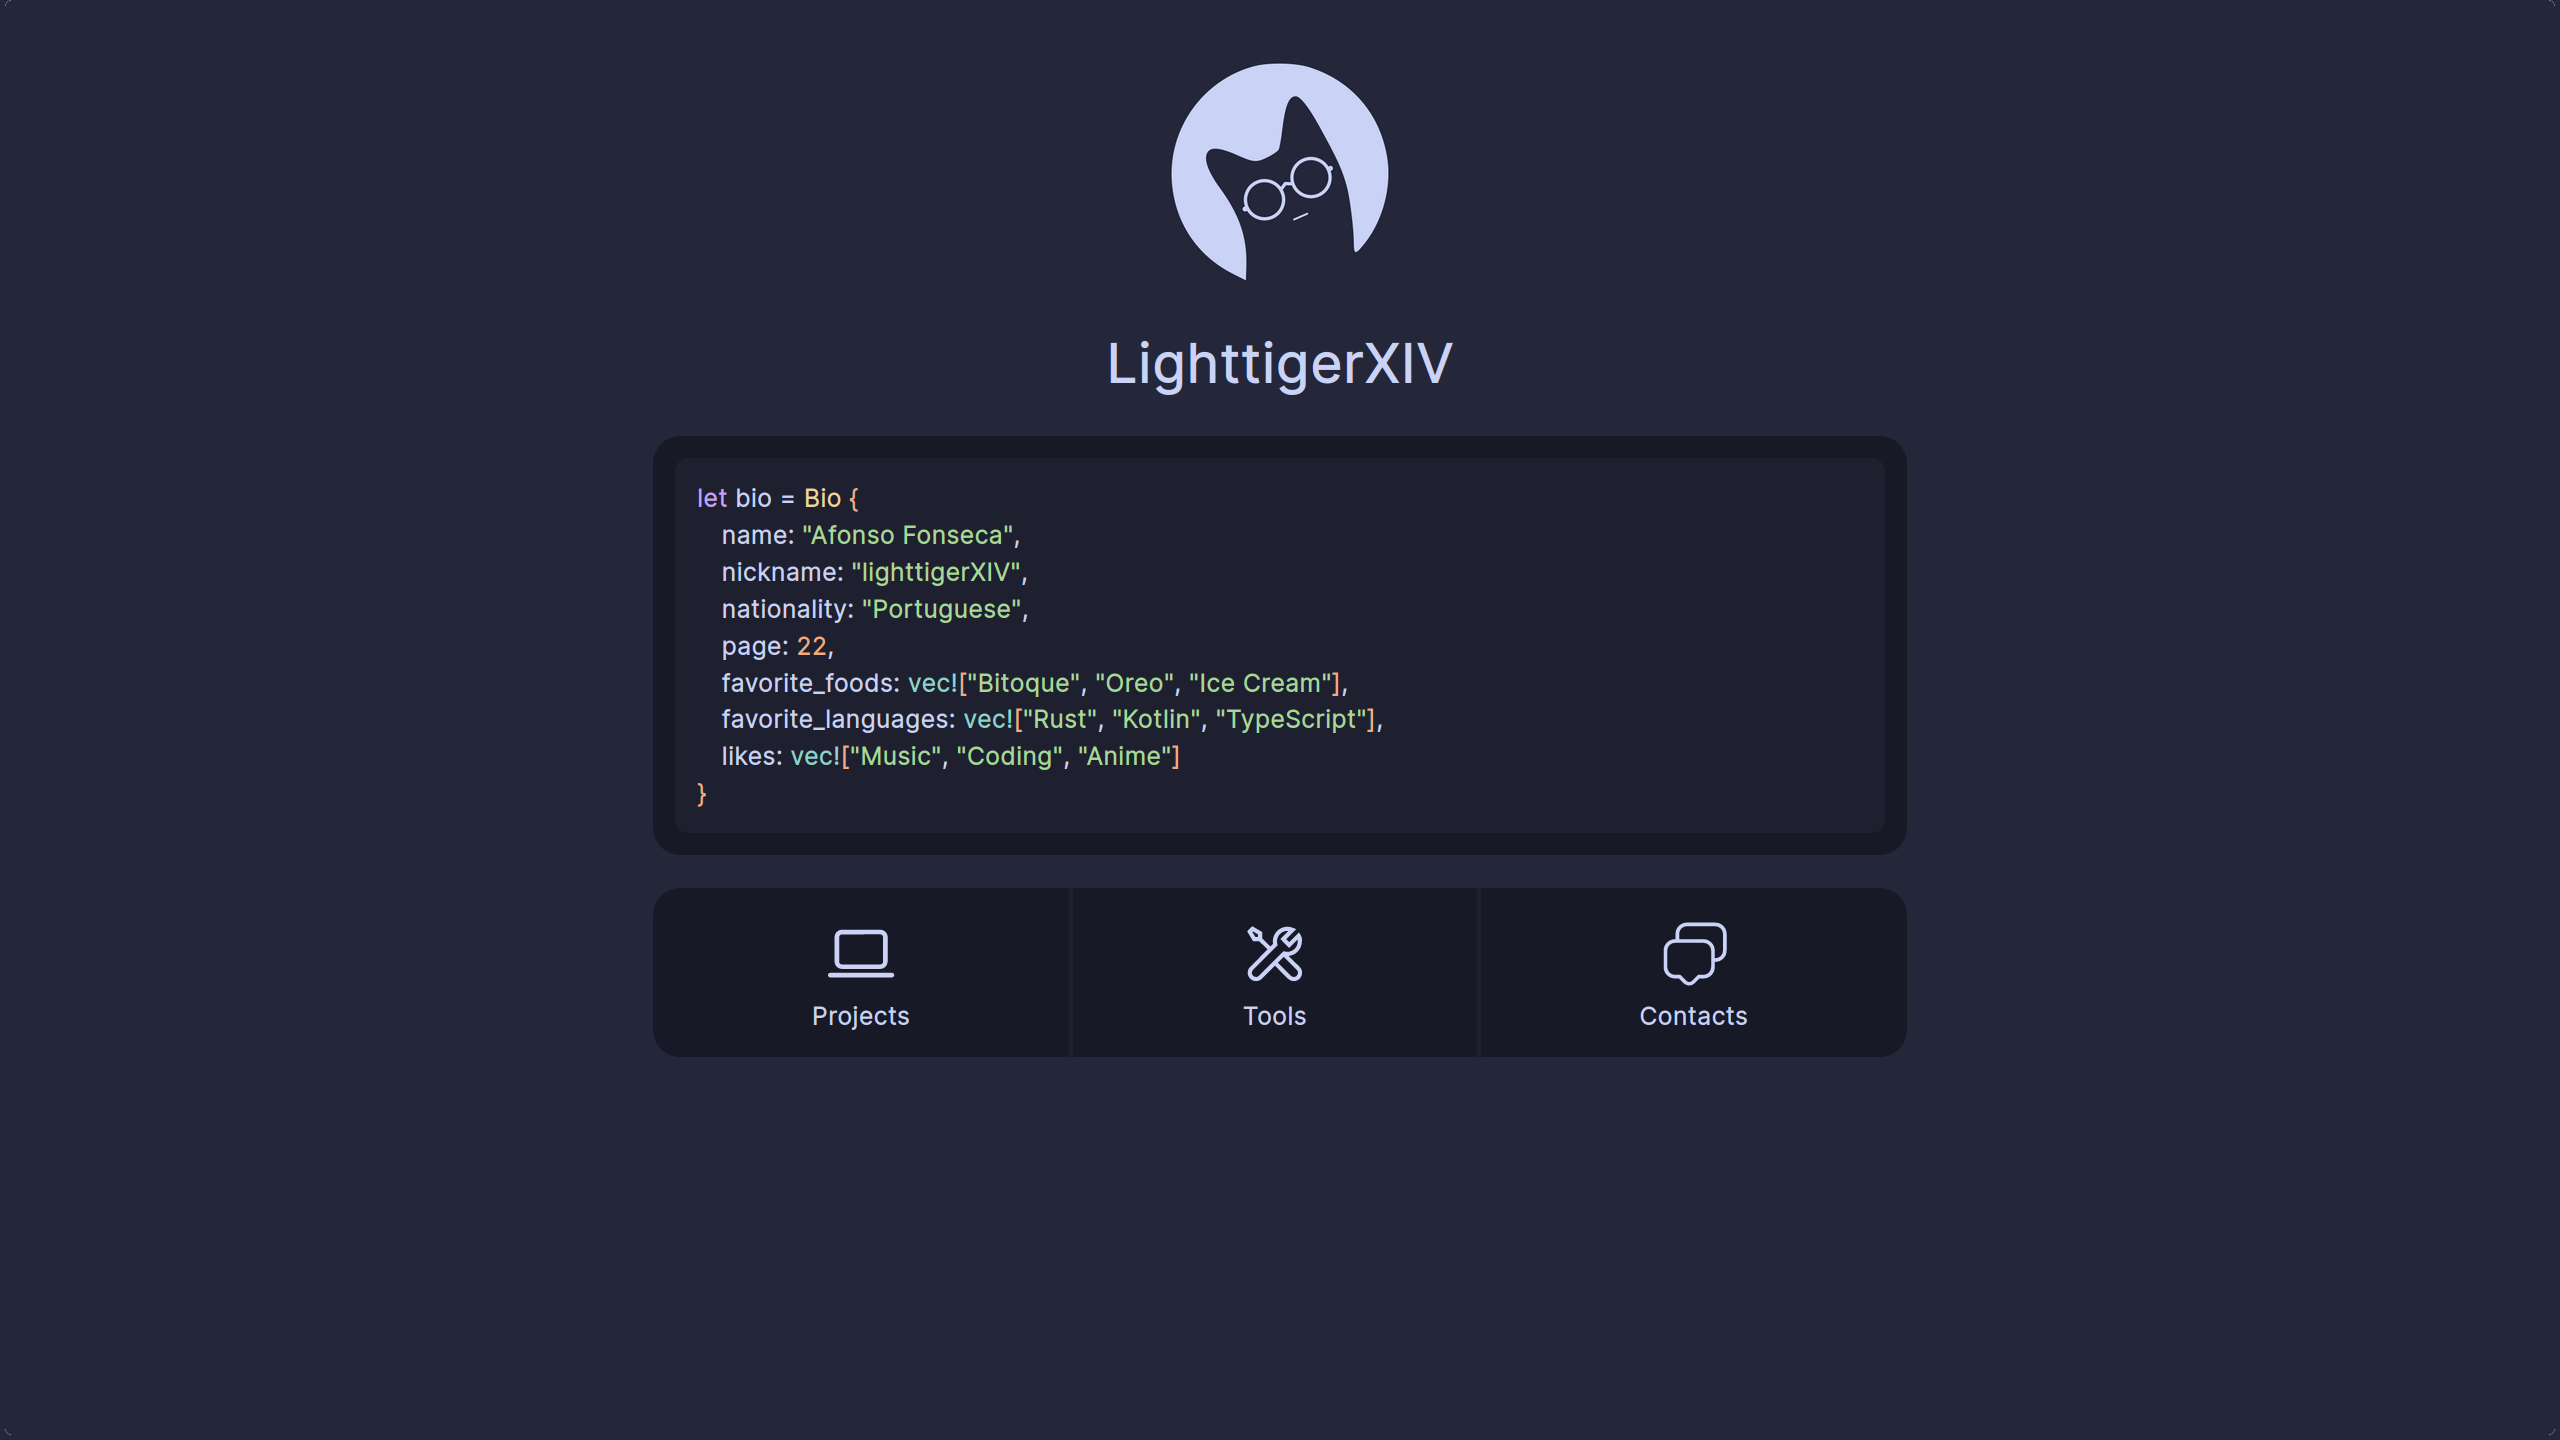 LighttigerXIV
let bio = Bio {
name: "Afonso Fonseca",
nickname: "lighttigerXIV",
nationality: "Portuguese",
page: 22,
favorite_foods: vec!["Bitoque", "Oreo", "Ice Cream"],
favorite_languages: vec!["Rust", "Kotlin", "TypeScript"],
likes: vec!["Music", "Coding", "Anime"]
}
Projects
Tools
Contacts